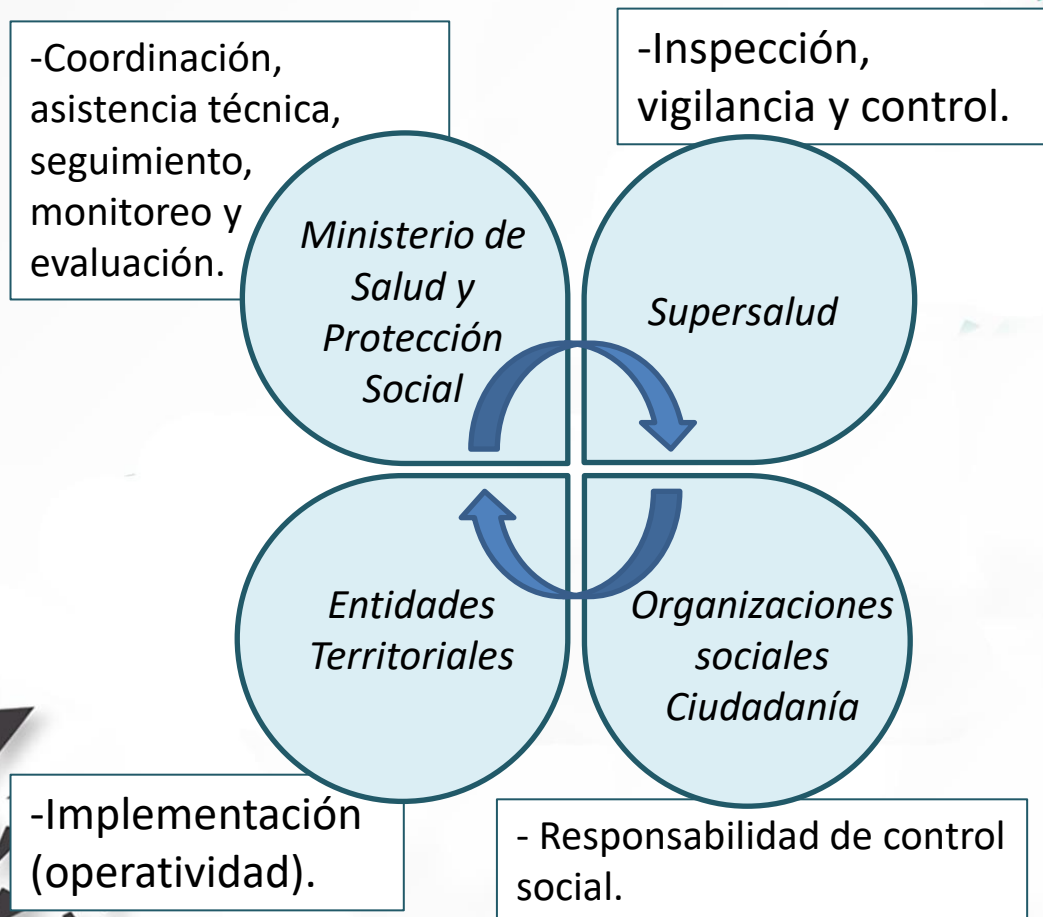 -Coordinación,
asistencia técnica,
seguimiento,
monitoreo y
evaluación.
-Inspección,
vigilancia y control.
Ministerio de
Salud y
Protección
Social
Supersalud
Entidades
Territoriales
Organizaciones
sociales
Ciudadanía
-Implementación
(operatividad).
- Responsabilidad de control
social.